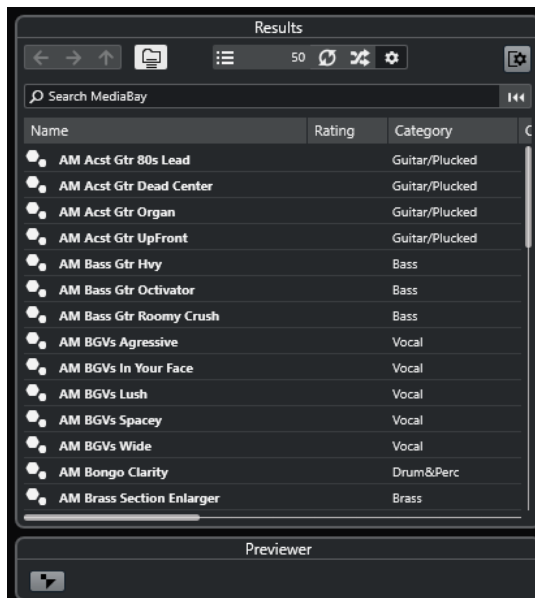 Results
50
Search MediaBay
Name Rating Category C
AM Acst Gtr 80s Lead Guitar/Plucked
AM Acst Gtr Dead Center Guitar/Plucked
AM Acst Gtr Organ Guitar/Plucked
AM Acst Gtr UpFront Guitar/Plucked
AM Bass Gtr Hvy Bass
AM Bass Gtr Octivator Bass
AM Bass Gtr Roomy Crush Bass
AM BGVs Agressive Vocal
AM BGVs In Your Face Vocal
AM BGVs Lush Vocal
AM BGVs Spacey Vocal
AM BGVs Wide Vocal
AM Bongo Clarity Drum&Perc
AM Brass Section Enlarger Brass
Previewer